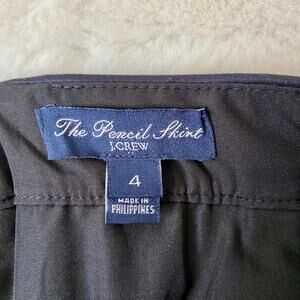 The Pencil Skirt
J.CREW
4
MADE IN
PHILIPPINES